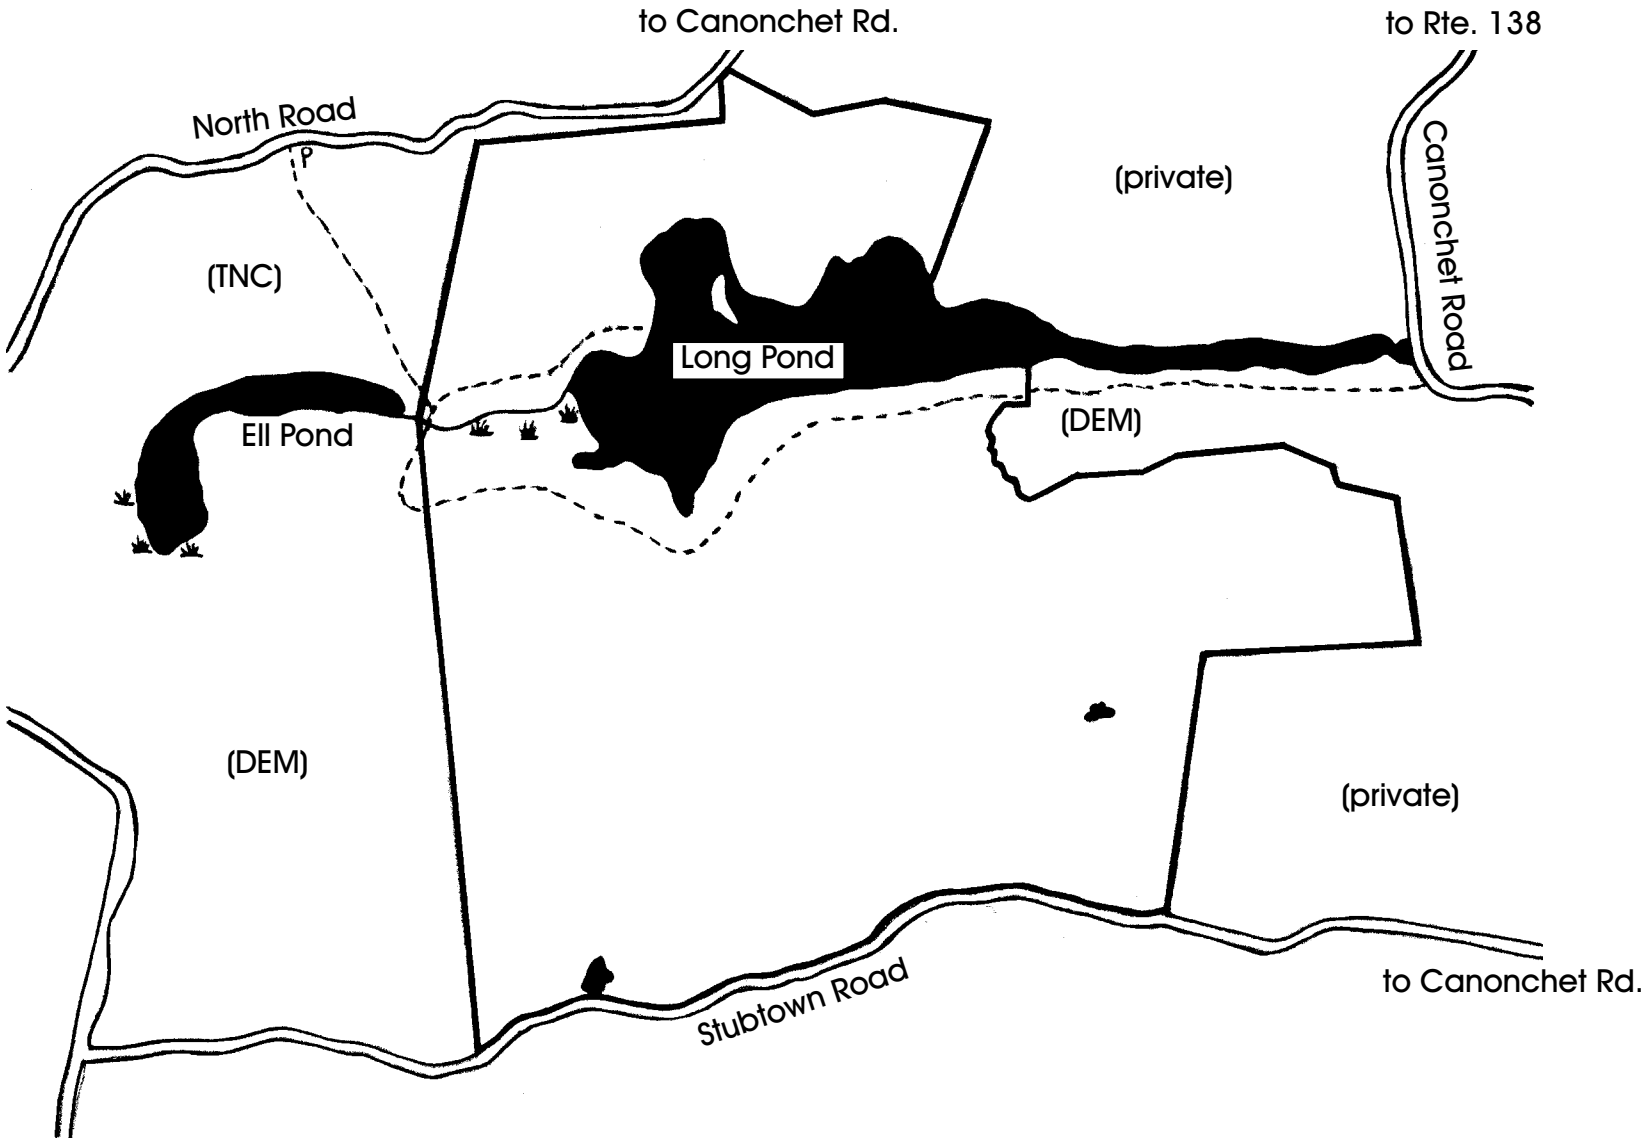 to Canonchet Rd.
to Rte. 138
North Road
P
Canonchet Road
(private)
(TNC)
Long Pond
Ell Pond
(DEM)
(DEM)
(private)
Stubtown Road
to Canonchet Rd.